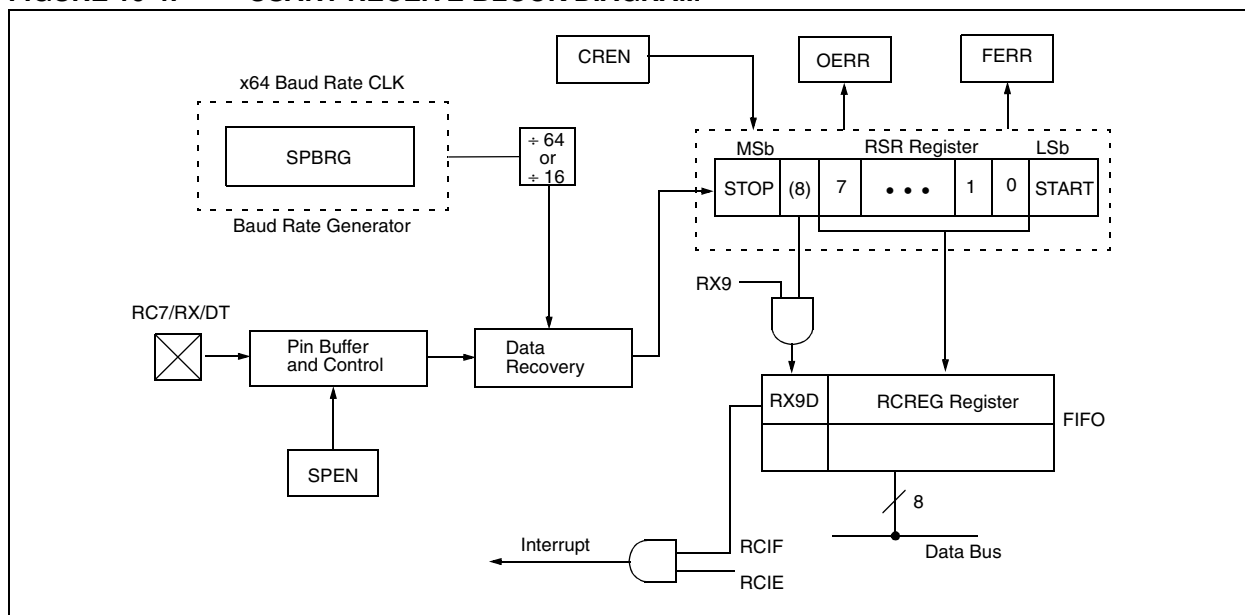 CREN
OERR
FERR
x64 Baud Rate CLK
SPBRG
Baud Rate Generator
÷ 64
or
÷ 16
MSb
RSR Register
LSb
STOP
(8)
7
• • •
1
0
START
RX9
RC7/RX/DT
Pin Buffer
and Control
Data
Recovery
RX9D
RCREG Register
FIFO
SPEN
8
Interrupt
RCIF
RCIE
Data Bus